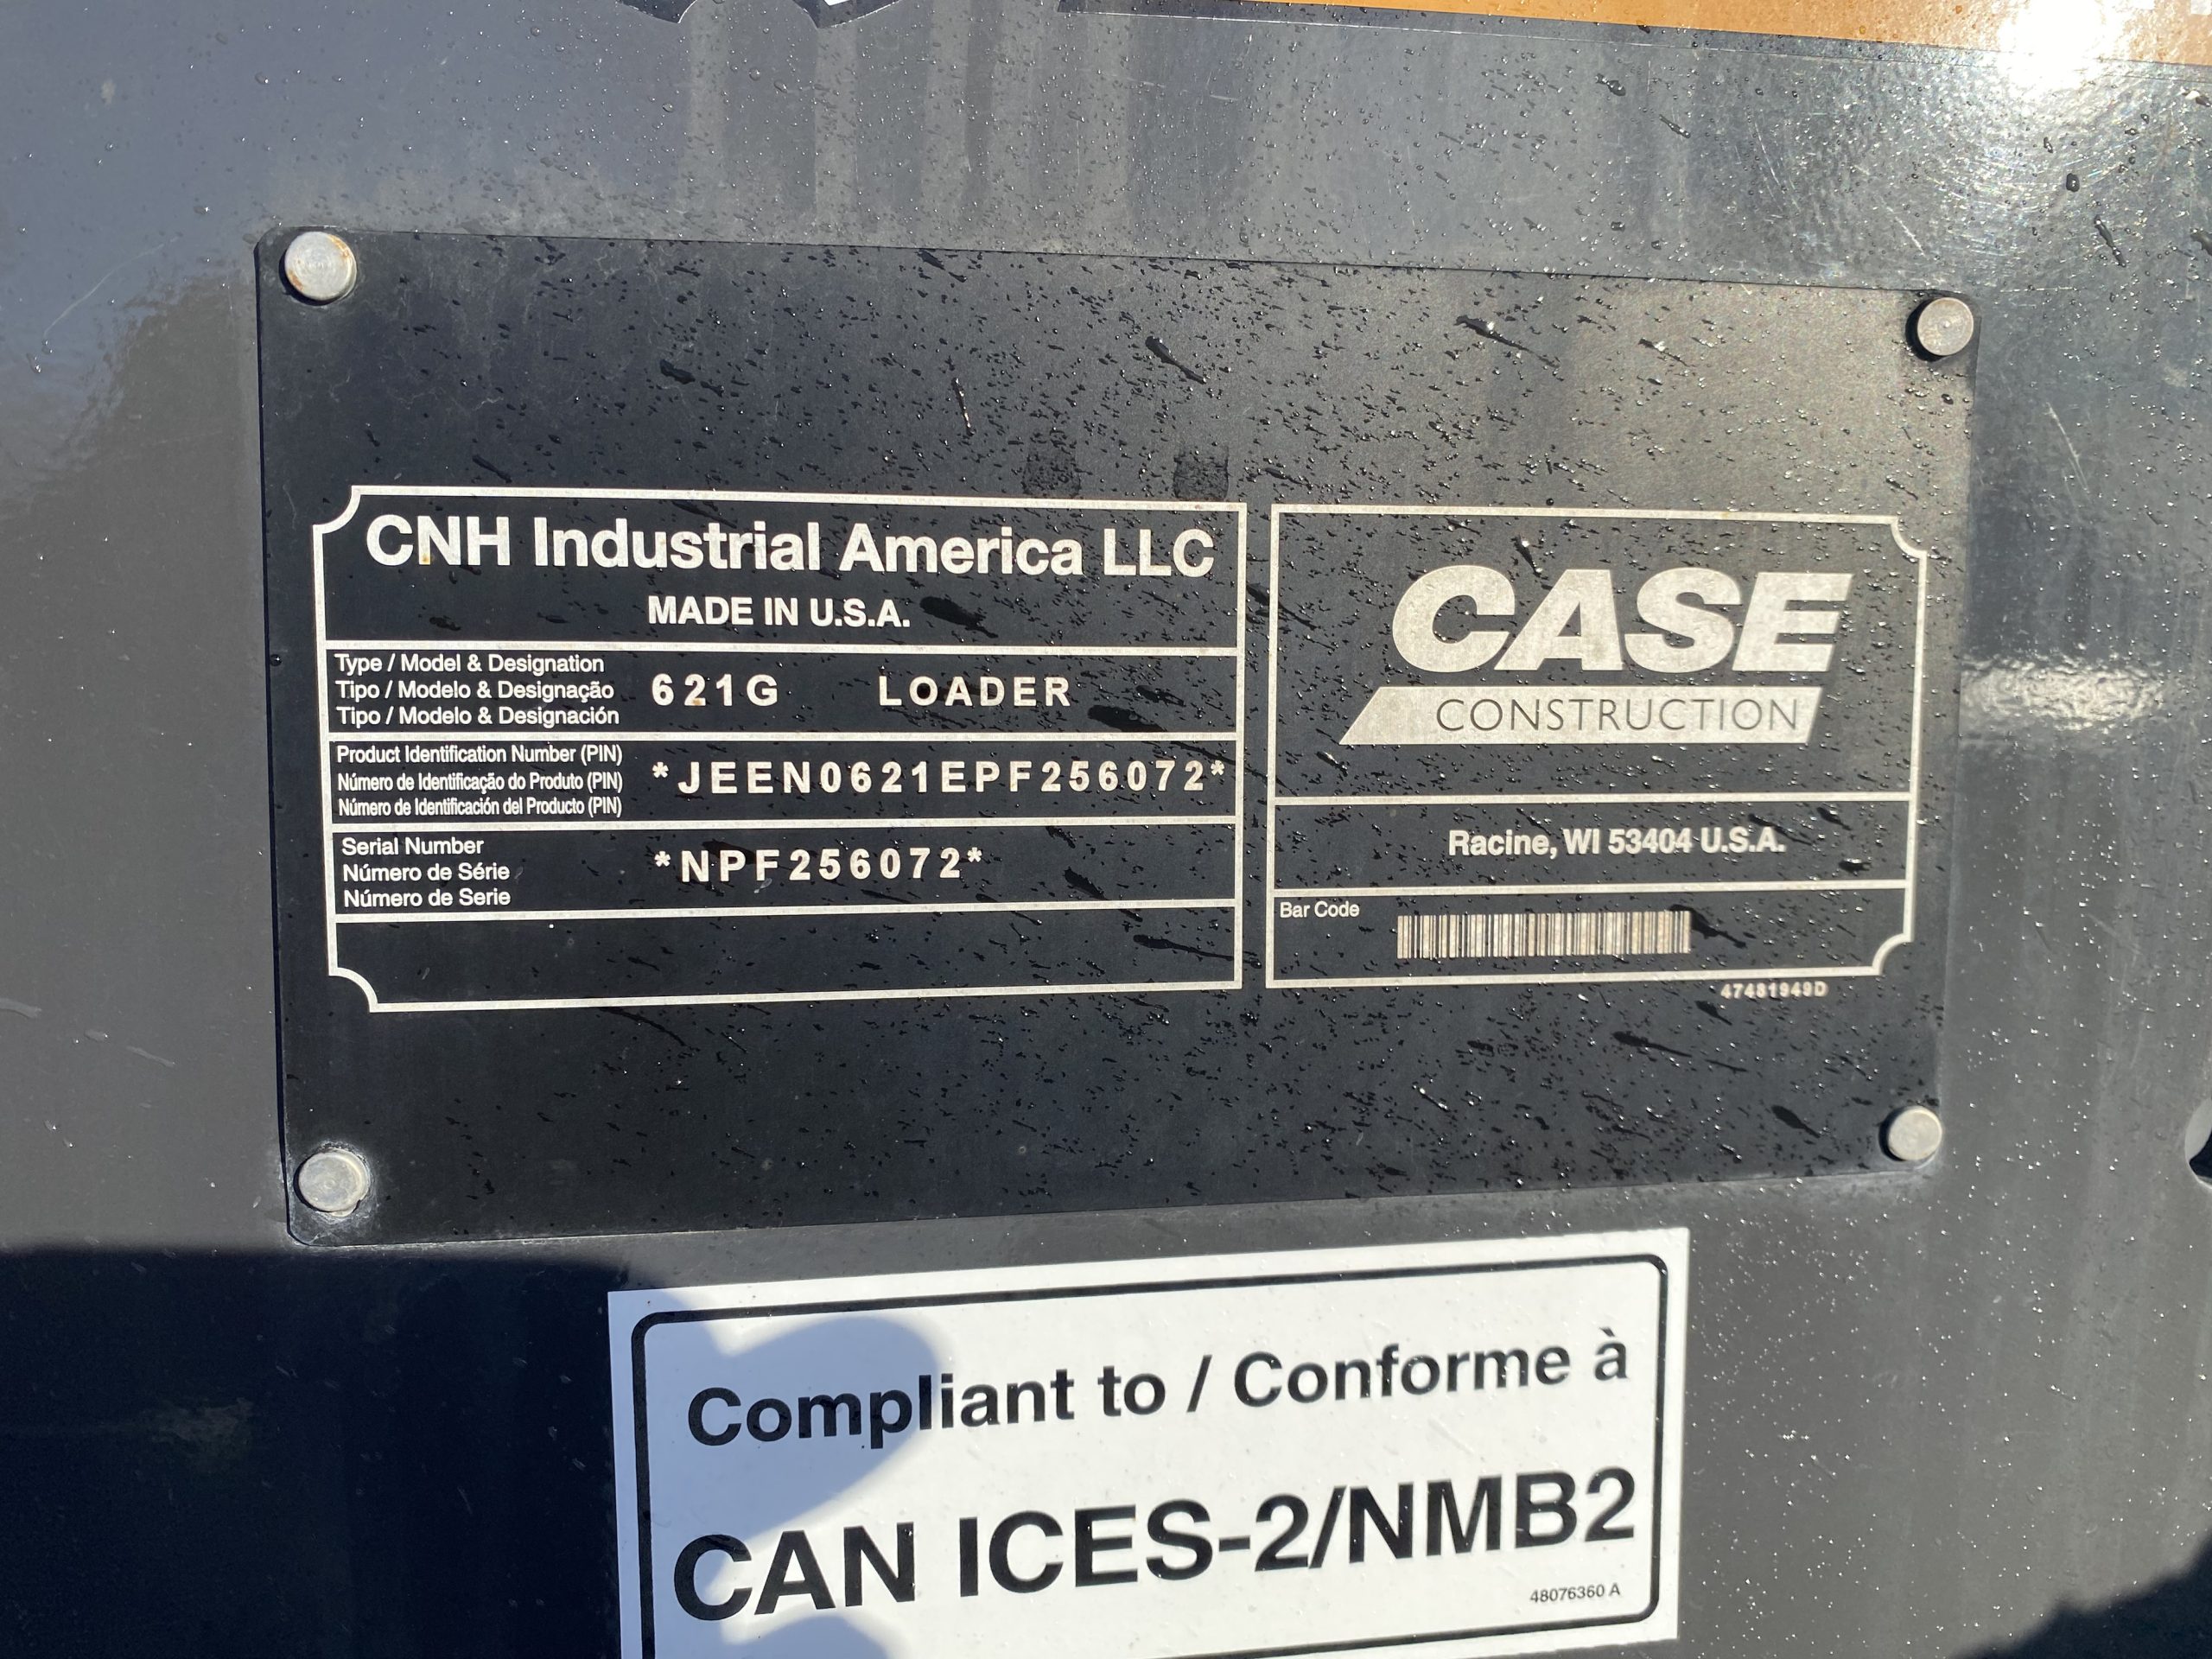 CNH Industrial America LLC
MADE IN U.S.A.
Type / Model & Designation
Tipo / Modelo & Designação
Tipo / Modelo & Designación
621G LOADER
Product Identification Number (PIN)
Número de Identificação do Produto (PIN)
Número de Identificación del Producto (PIN)
*JEEN0621EPF256072*
Serial Number
Número de Série
Número de Serie
*NPF256072*
CASE
CONSTRUCTION
Racine, WI 53404 U.S.A.
Bar Code
47481949D
Compliant to / Conforme à
CAN ICES-2/NMB2
48076360 A